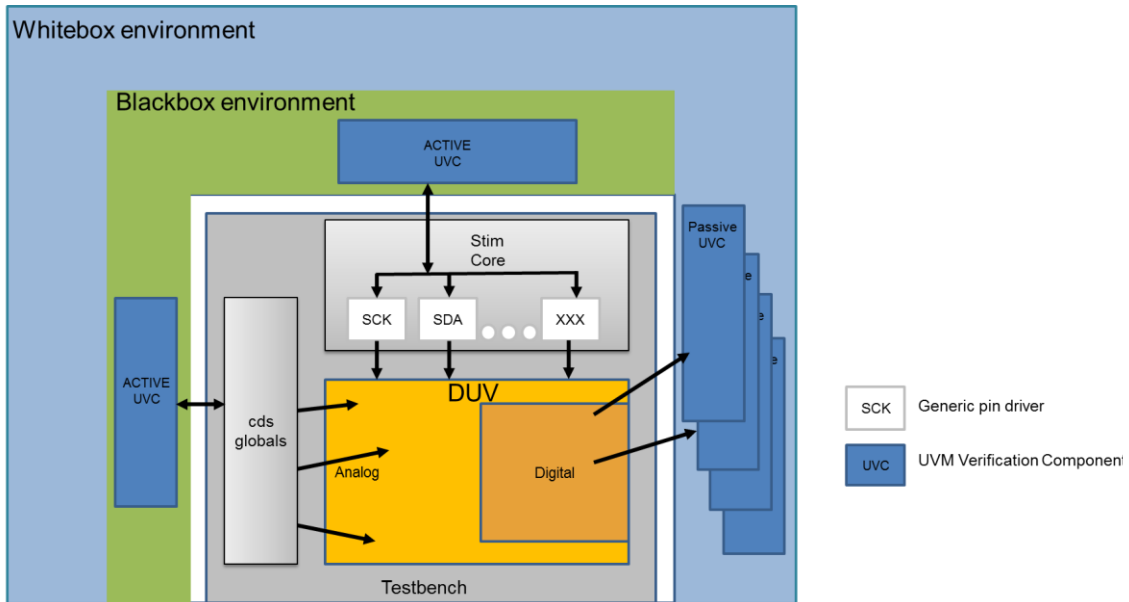 Whitebox environment
Blackbox environment
ACTIVE
UVC
Stim
Core
SCK
SDA
XXX
Passive
UVC
ACTIVE
UVC
cds
globals
DUV
Analog
Digital
Testbench
SCK
Generic pin driver
UVC
UVM Verification Component